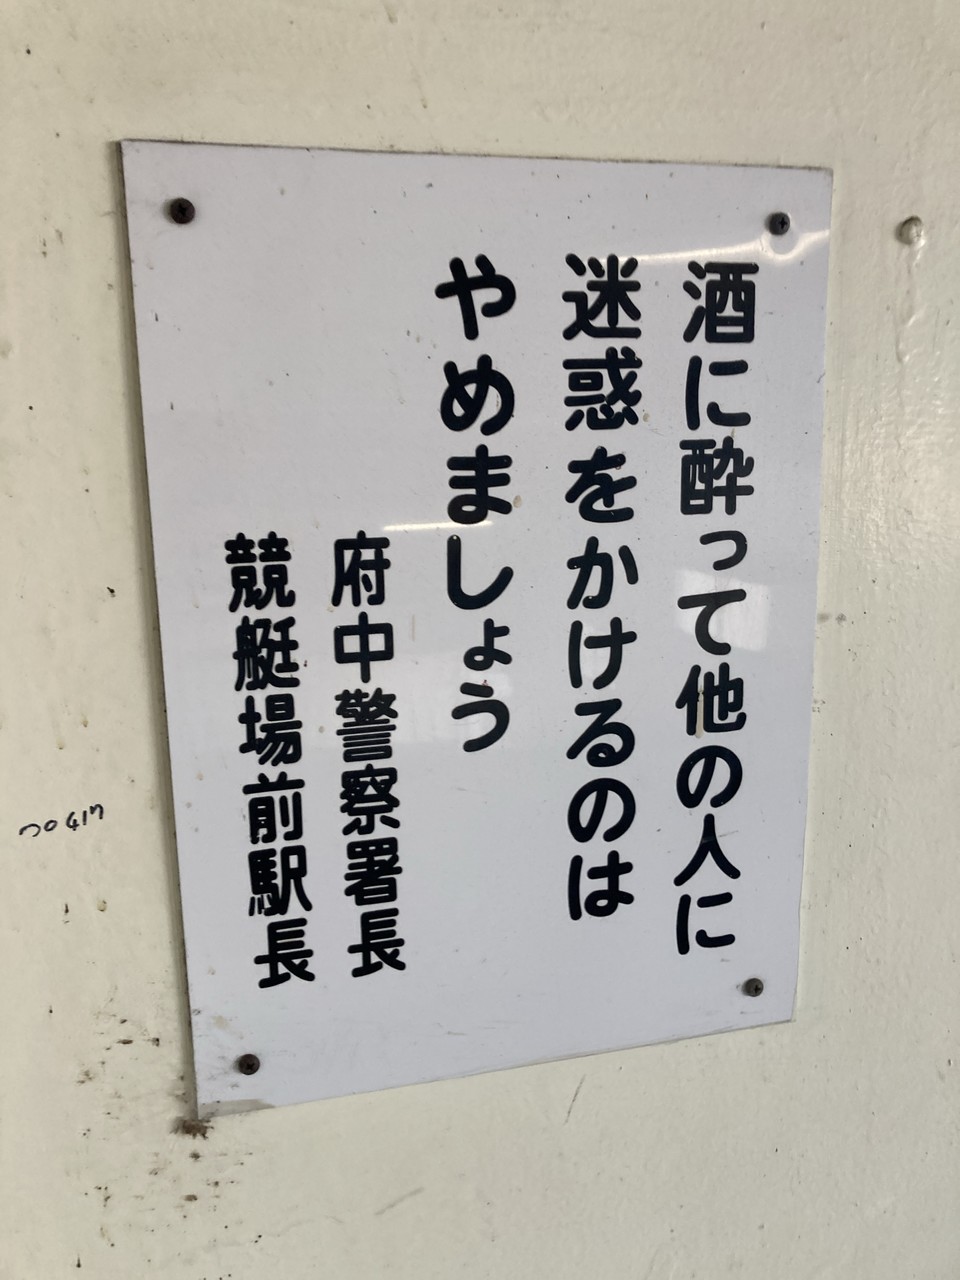 酒に酔って他の人に
迷惑をかけるのは
やめましょう
府中警察署長
競艇場前駅長